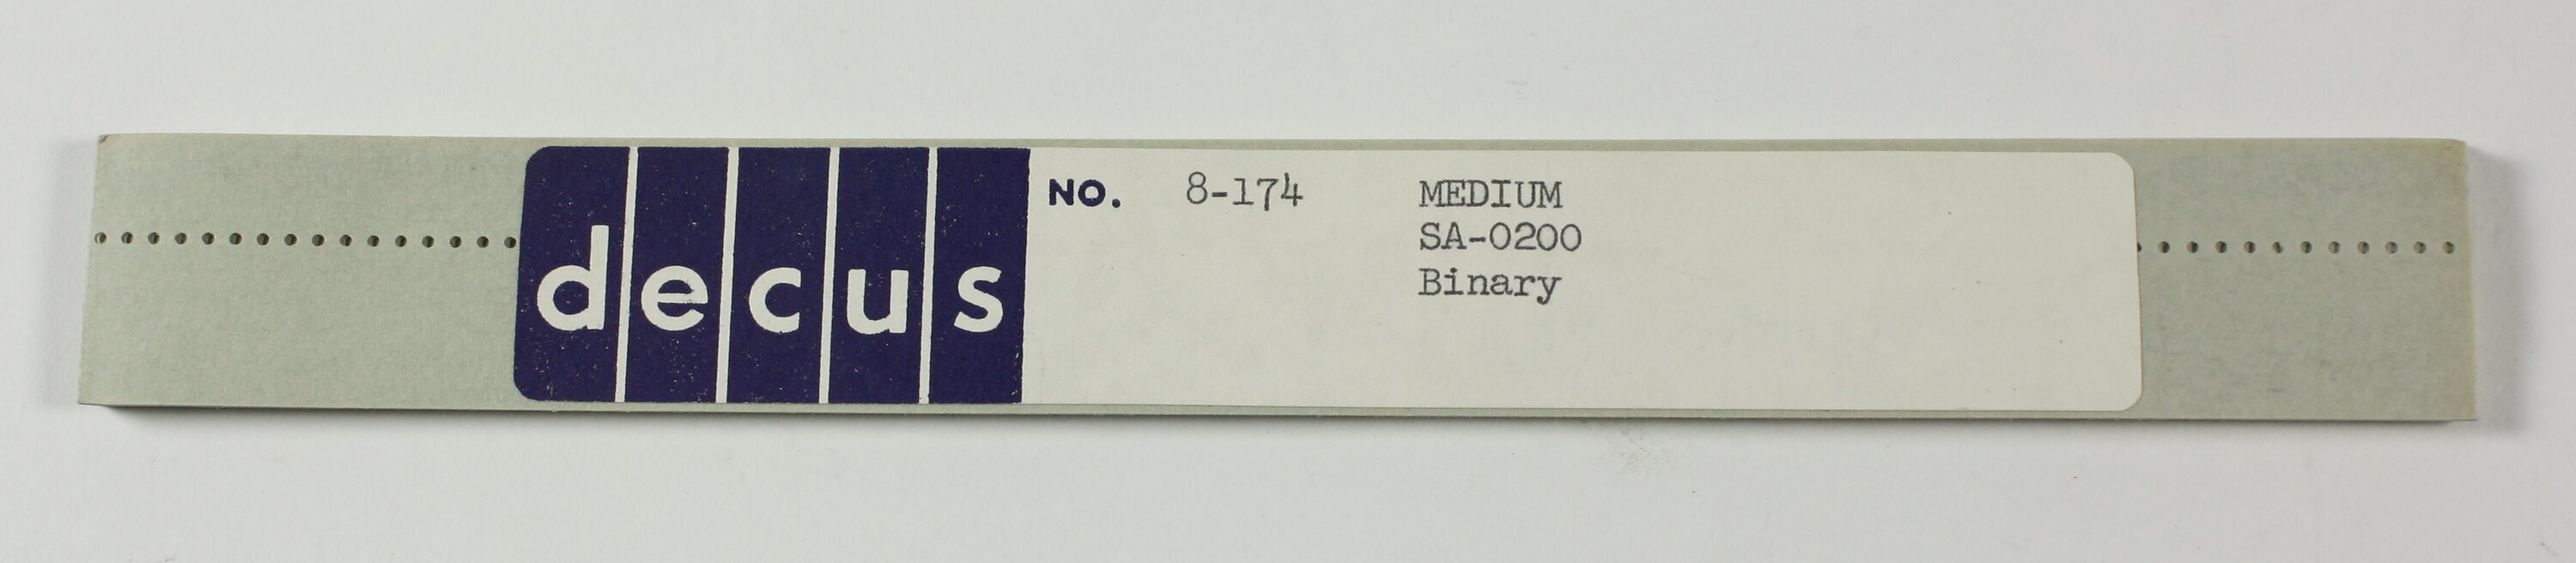 decus
NO. 8-174 MEDIUM
SA-0200
Binary